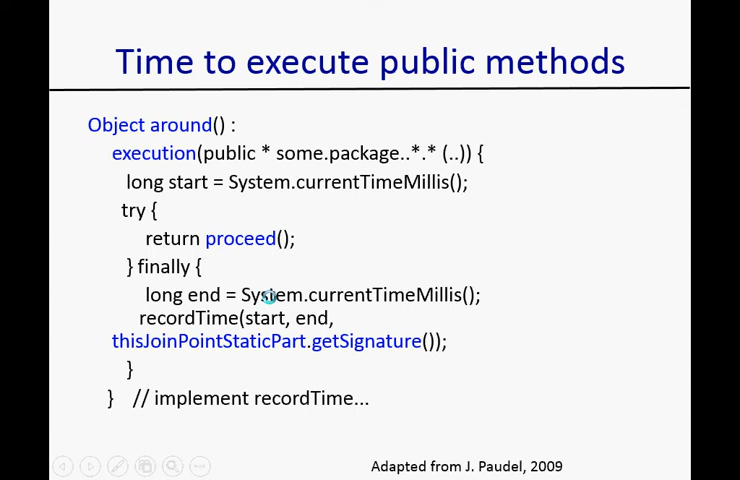 Time to execute public methods
Object around() :
execution(public * some.package..*.* (..)) {
long start = System.currentTimeMillis();
try {
return proceed();
} finally {
long end = System.currentTimeMillis();
recordTime(start, end,
thisJoinPointStaticPart.getSignature());
}
} // implement recordTime...
Adapted from J. Paudel, 2009